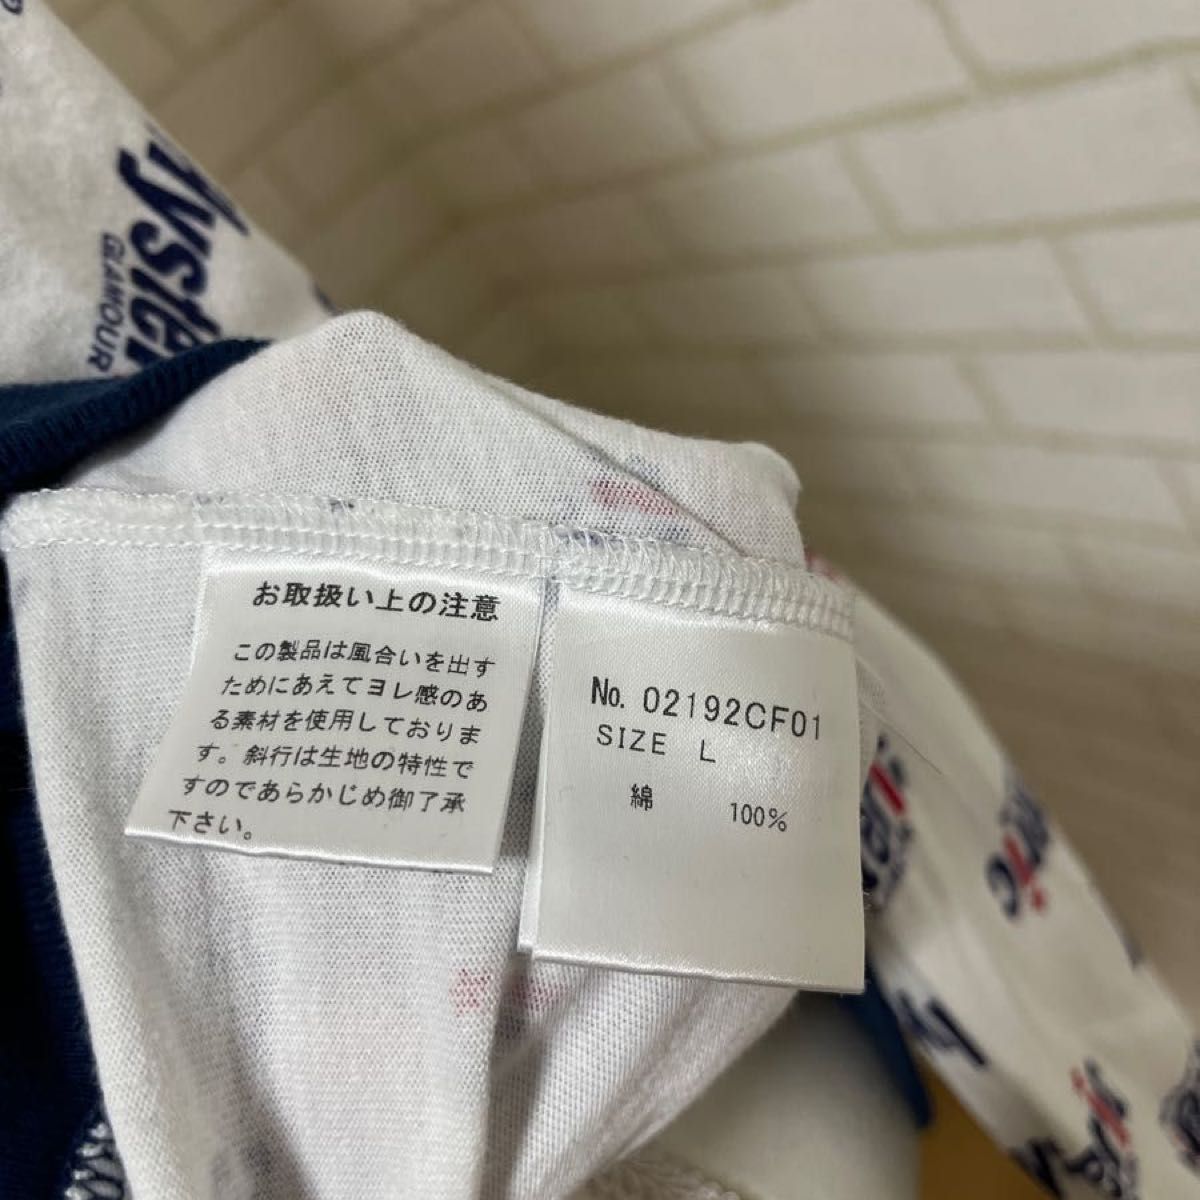 Myster
GLAMOUR
お取扱い上の注意
この製品は風合いを出す
ためにあえてヨレ感のあ
る素材を使用しておりま
す。斜行は生地の特性で
すのであらかじめ御了承
下さい。
No. 02192CF01
SIZE L
綿 100%